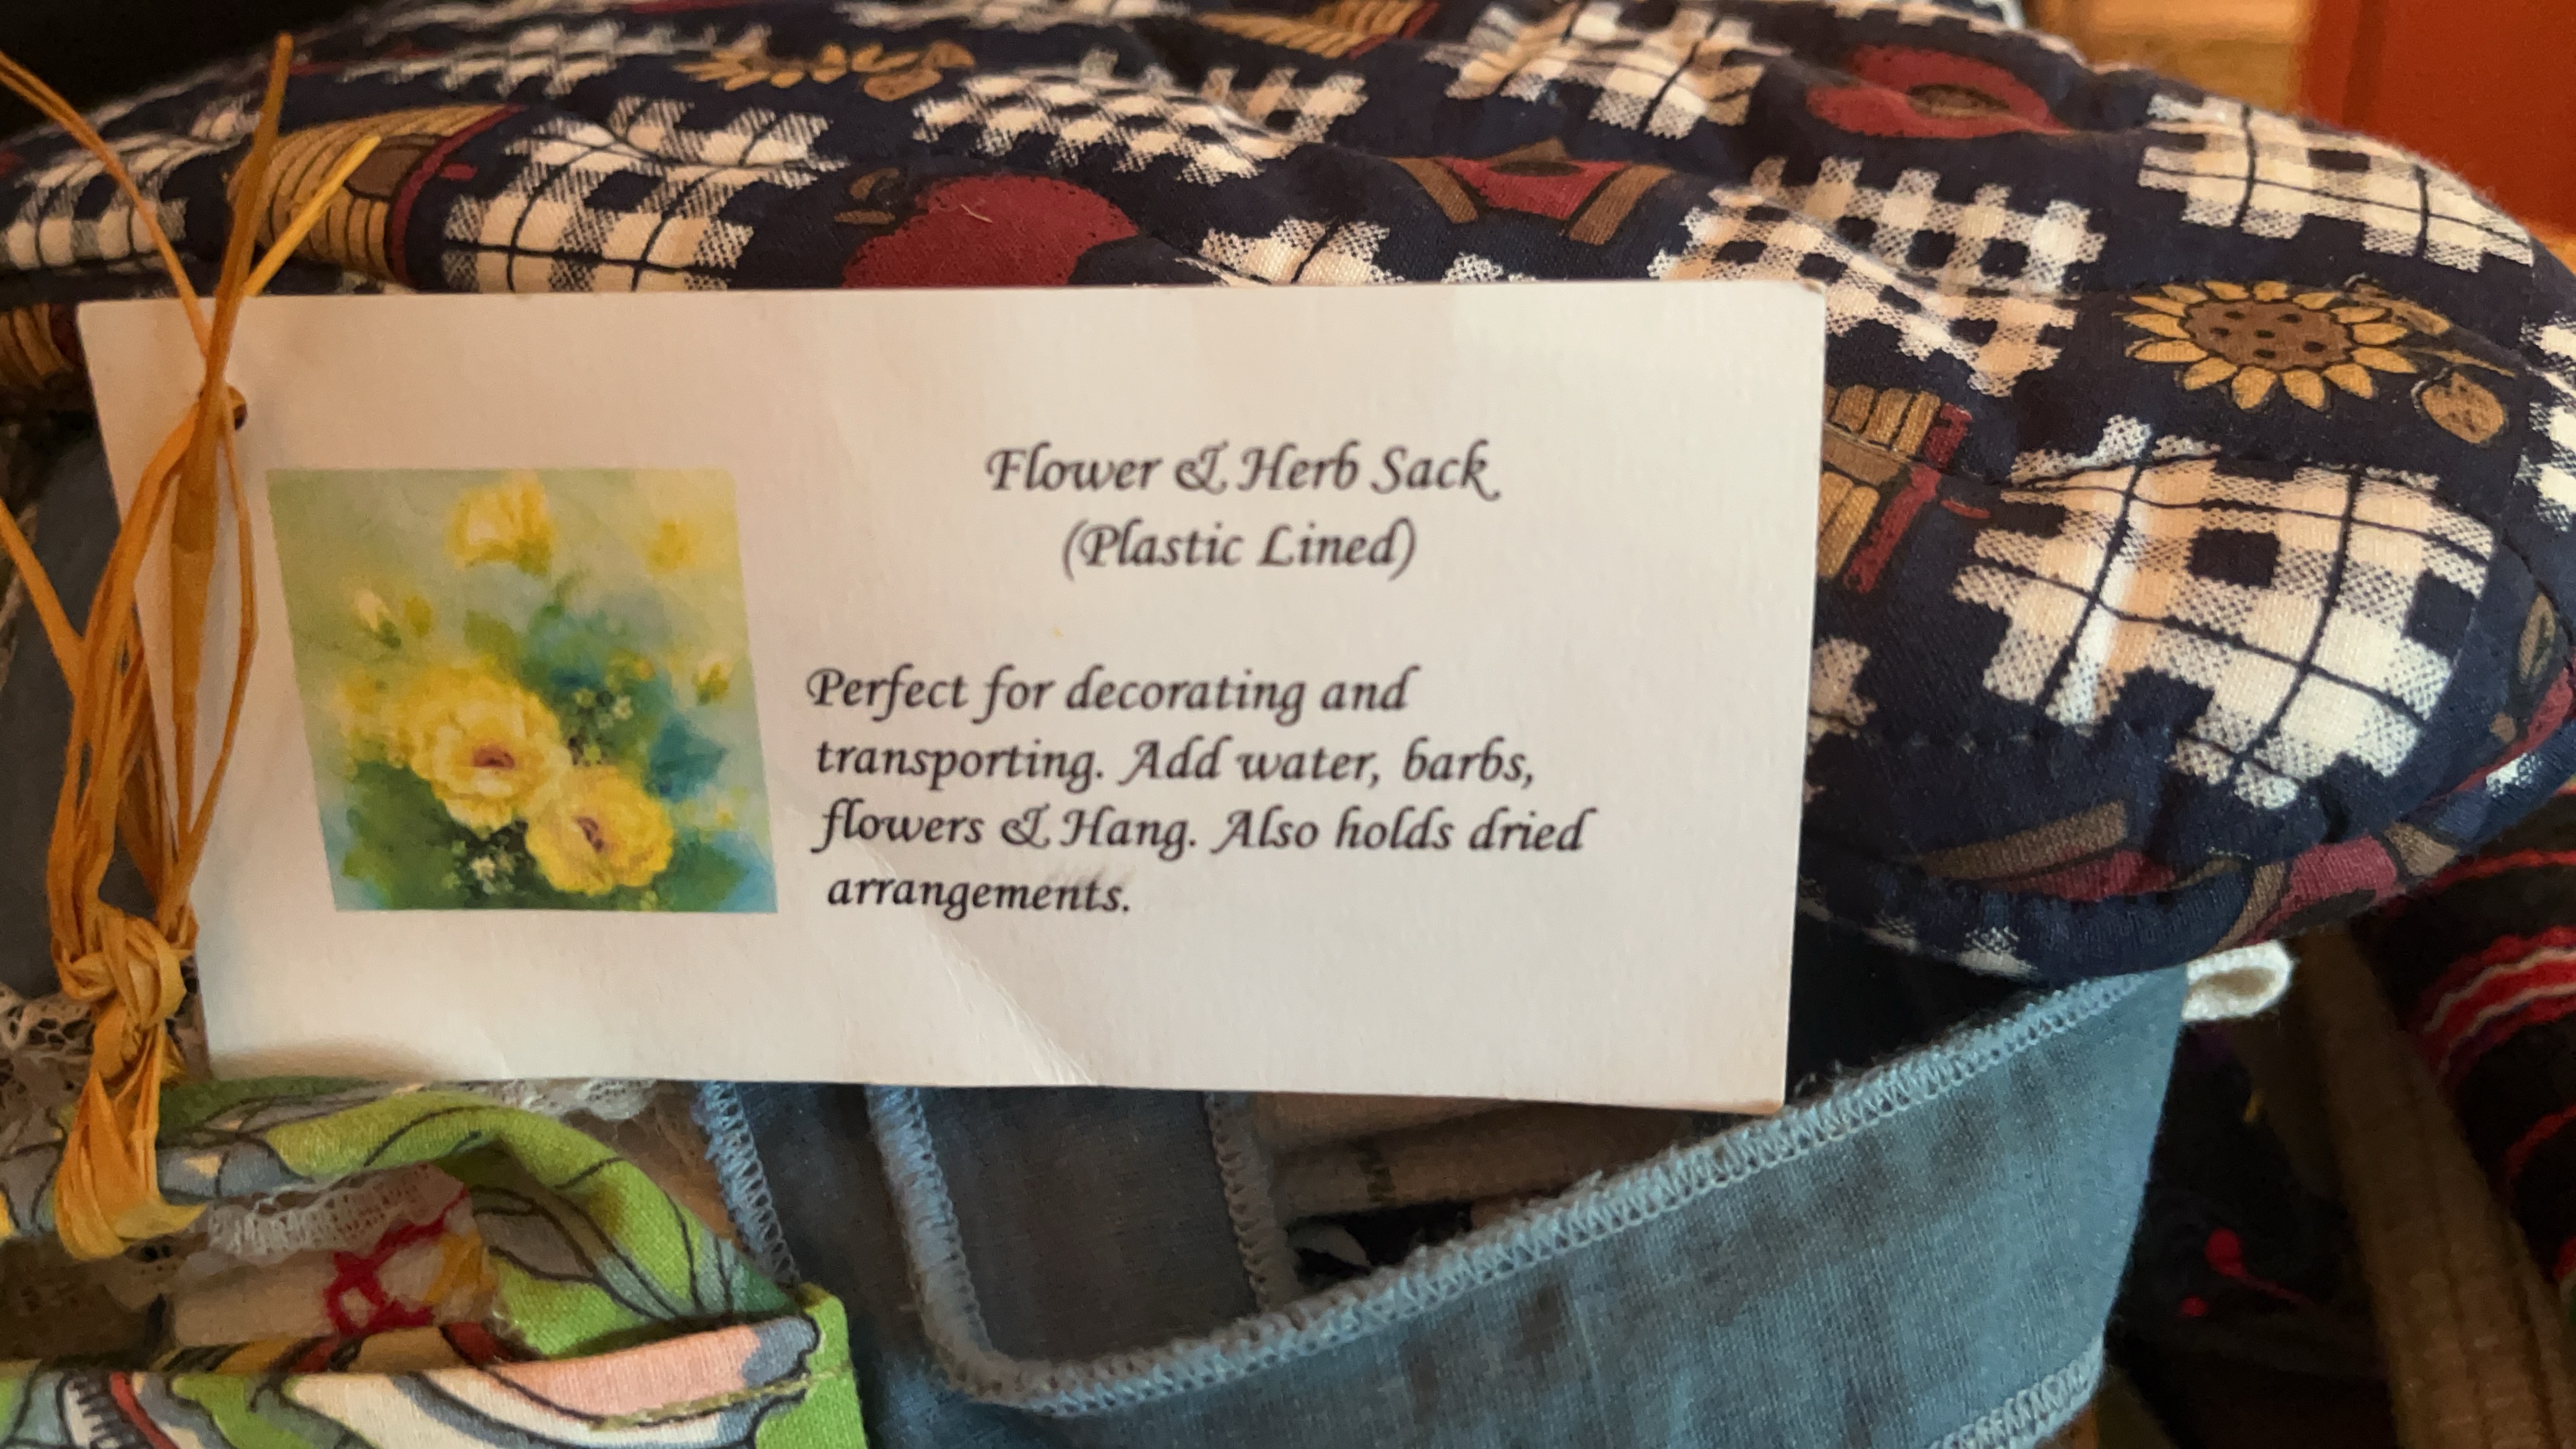 Flower & Herb Sack
(Plastic Lined)
Perfect for decorating and
transporting. Add water, barbs,
flowers & Hang. Also holds dried
arrangements.